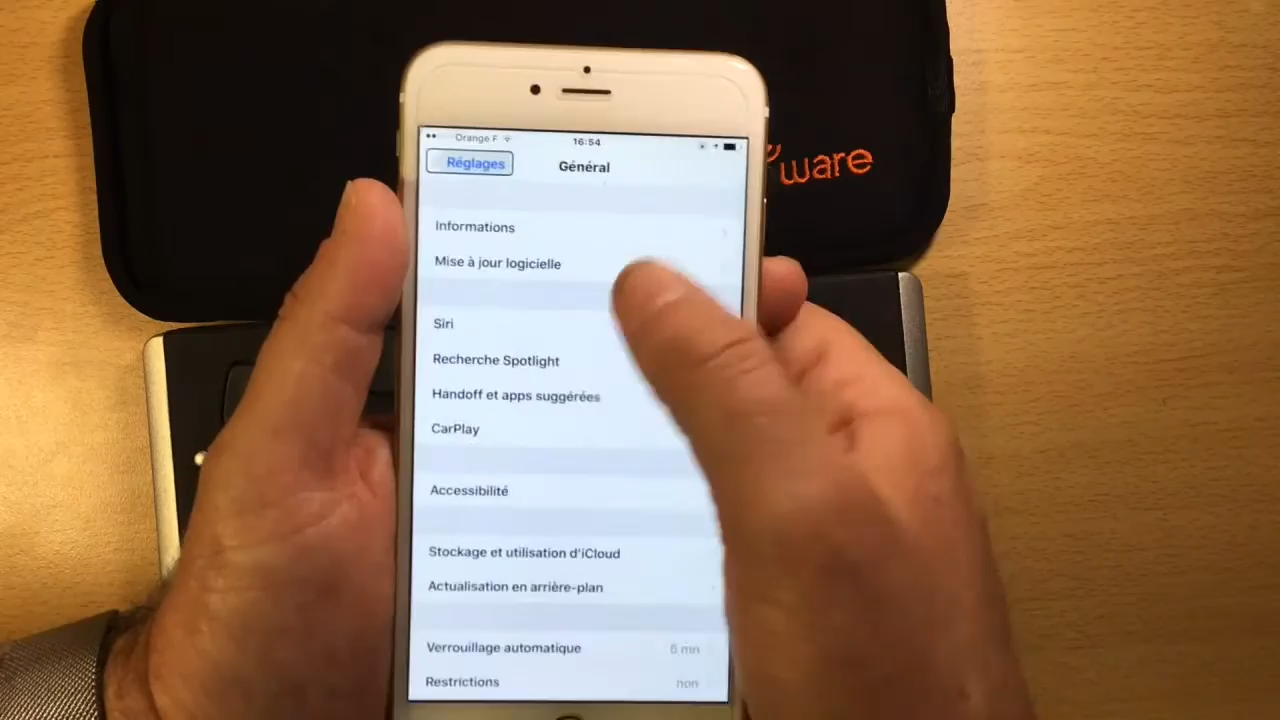 Orange F
16:54
Réglages
Général
ware
Informations
Mise à jour logicielle
Siri
Recherche Spotlight
Handoff et apps suggérées
CarPlay
Accessibilité
Stockage et utilisation d'iCloud
Actualisation en arrière-plan
Verrouillage automatique
5 mn
Restrictions
non